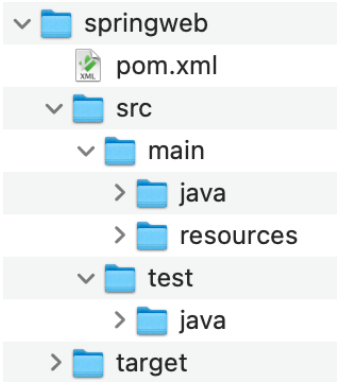 springweb
XML
pom.xml
src
main
java
resources
test
java
target